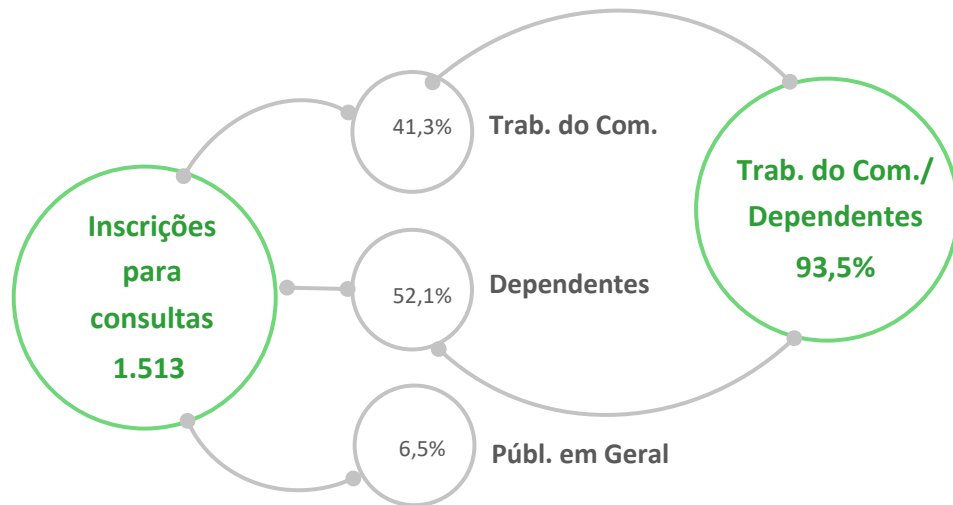 Inscrições
para
consultas
1.513
41,3%
Trab. do Com.
52,1%
Dependentes
6,5%
Públ. em Geral
Trab. do Com./
Dependentes
93,5%